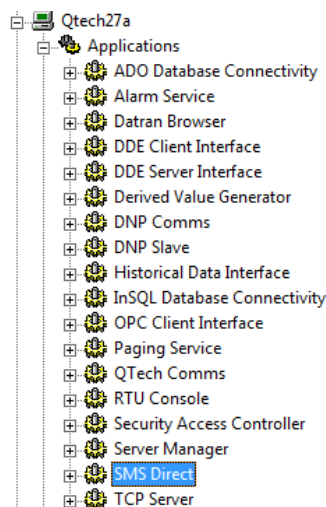 Qtech27a
Applications
ADO Database Connectivity
Alarm Service
Datran Browser
DDE Client Interface
DDE Server Interface
Derived Value Generator
DNP Comms
DNP Slave
Historical Data Interface
InSQL Database Connectivity
OPC Client Interface
Paging Service
QTech Comms
RTU Console
Security Access Controller
Server Manager
SMS Direct
TCP Server